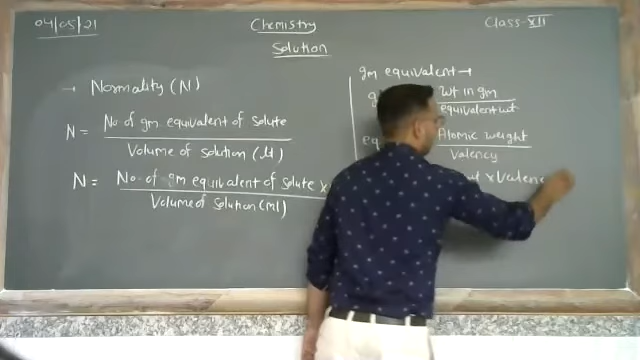 04/05/21
Chemistry
Class-XII
Solution
→ Normality (N)
N = No of gm equivalent of solute
Volume of solution (lt)
N = No. of gm equivalent of solute ×
Volume of solution (ml)
gm equivalent →
Wt in gm
equivalent wt
Atomic weight
Valency
wt × Valen